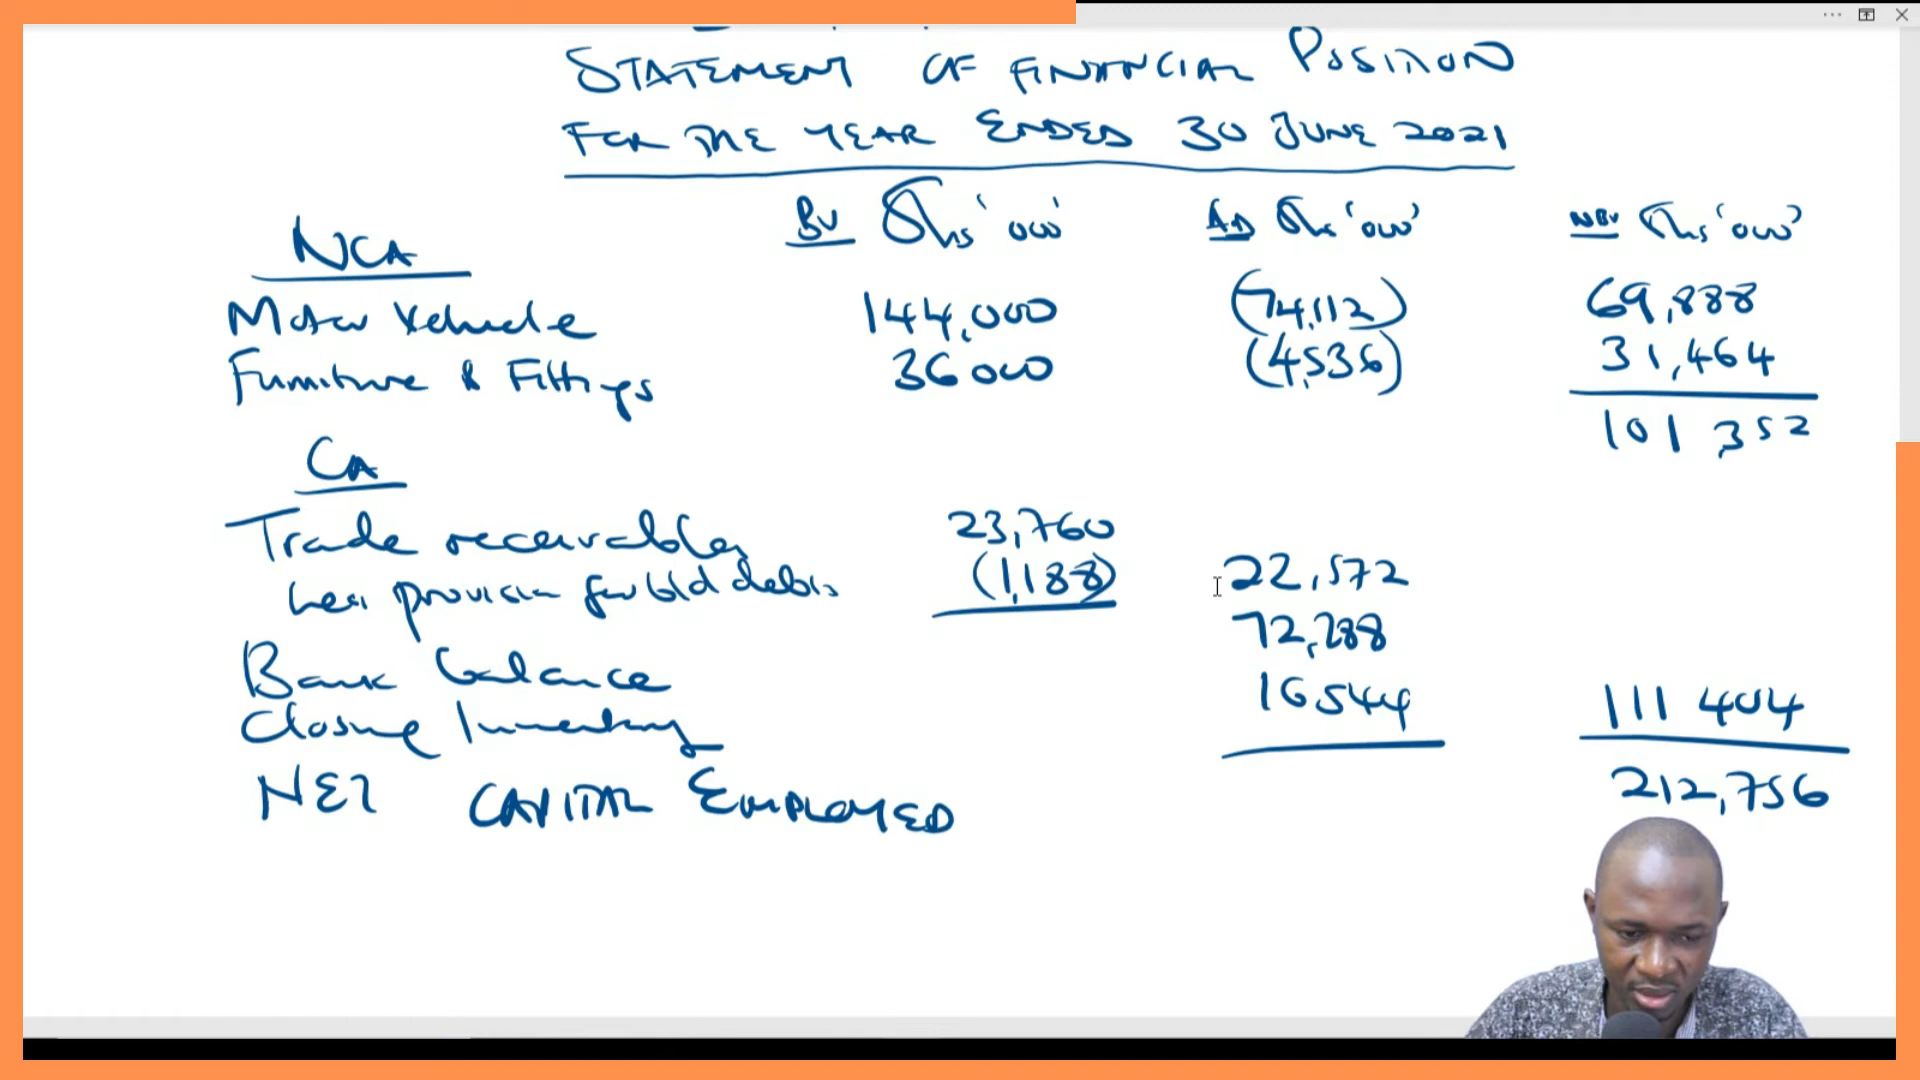 STATEMENT OF FINANCIAL POSITION
FOR THE YEAR ENDED 30 JUNE 2021
NCA BV Shs '000' AD Shs '000' NBV Shs '000'
Motor Vehicle 144,000 (74,112) 69,888
Furniture & Fittings 36000 (4,536) 31,464
101,352
CA
Trade receivables 23,760
Less provision for bad debts (1,188) 22,572
Bank balance 72,288
Closing Inventory 16544 111 404
NET CAPITAL EMPLOYED 212,756